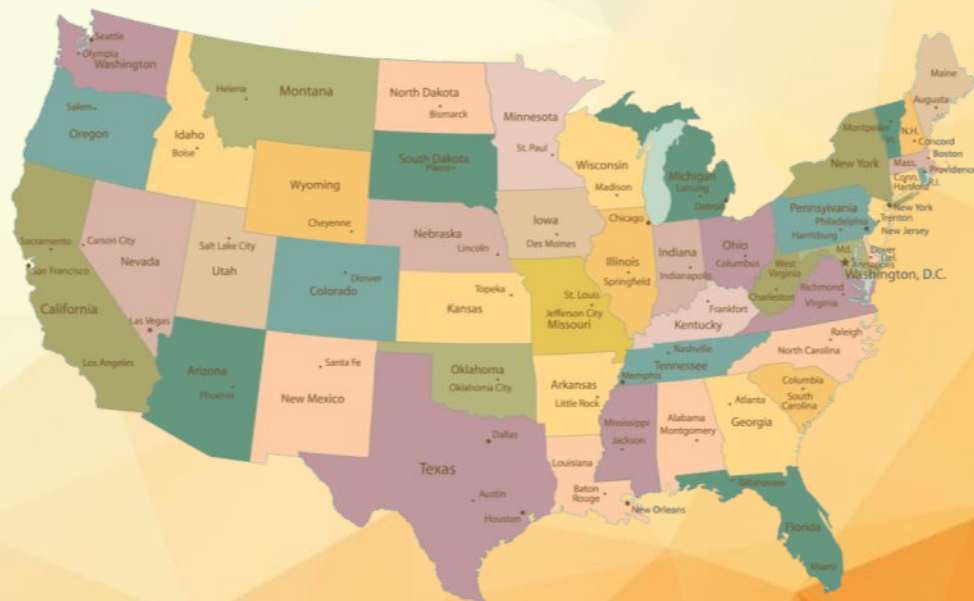 Seattle
Olympia
Washington
Salem
Oregon
Helena
Montana
Idaho
Boise
Wyoming
Cheyenne
North Dakota
Bismarck
South Dakota
Pierre
Minnesota
St. Paul
Wisconsin
Madison
Michigan
Lansing
Detroit
Chicago
Nebraska
Lincoln
Iowa
Des Moines
Illinois
Springfield
Indiana
Indianapolis
Ohio
Columbus
Sacramento
San Francisco
California
Los Angeles
Carson City
Nevada
Las Vegas
Salt Lake City
Utah
Denver
Colorado
Topeka
Kansas
St. Louis
Jefferson City
Missouri
Frankfort
Kentucky
West
Virginia
Charleston
Richmond
Virginia
Arizona
Phoenix
Santa Fe
New Mexico
Oklahoma
Oklahoma City
Arkansas
Little Rock
Nashville
Tennessee
Memphis
Raleigh
North Carolina
Columbia
South
Carolina
Atlanta
Georgia
Alabama
Montgomery
Mississippi
Jackson
Dallas
Texas
Austin
Houston
Louisiana
Baton
Rouge
New Orleans
Tallahassee
Florida
Miami
Maine
Augusta
Montpelier
Vt.
N.H.
Concord
Boston
Mass.
Providence
Conn.
R.I.
Hartford
New York
New York
Pennsylvania
Philadelphia
Harrisburg
Trenton
New Jersey
Md.
Dover
Del.
Annapolis
Washington, D.C.